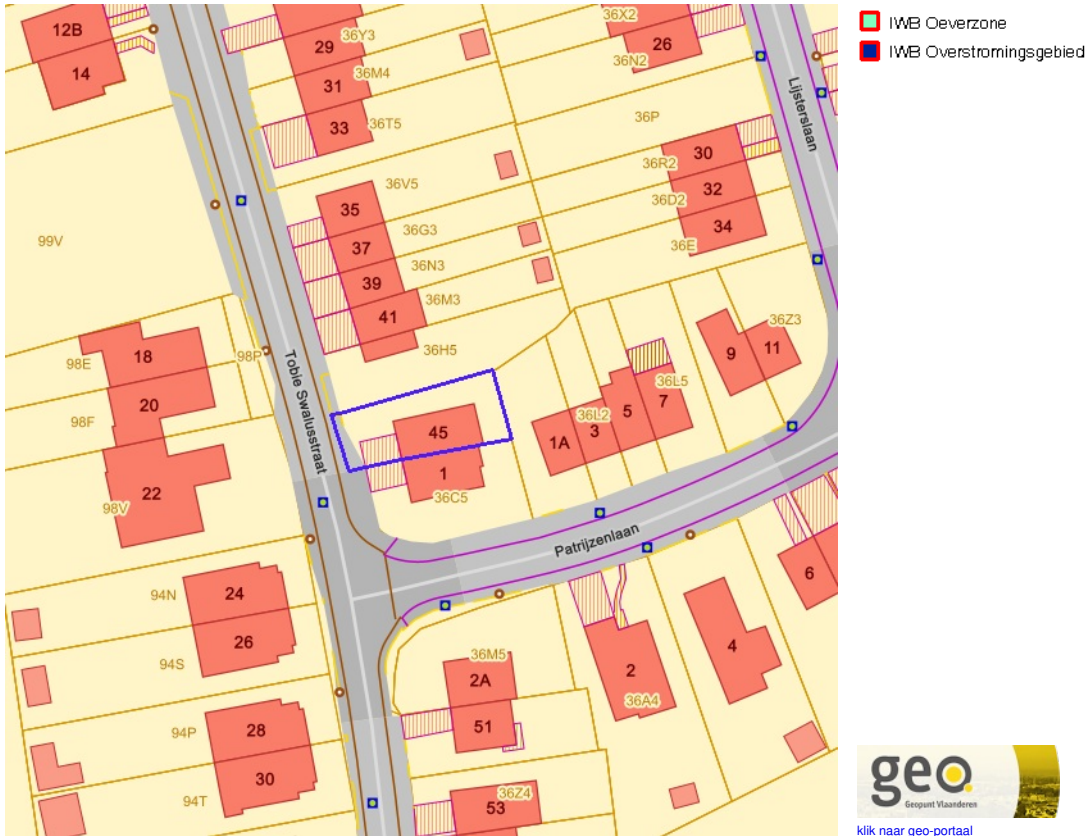 IWB Oeverzone
IWB Overstromingsgebied
12B
14
29
36Y3
31
36M4
33
36T5
36X2
26
36N2
36P
Lijsterslaan
30
36R2
32
36D2
34
36E
99V
35
36V5
37
36G3
39
36N3
41
36M3
36H5
98E
18
98P
20
98F
22
98V
Tobie Swalusstraat
45
1
36C5
1A
3
36L2
5
7
36L5
9
11
36Z3
Patrijzenlaan
6
94N
24
26
94S
94P
28
30
94T
36M5
2A
51
36Z4
53
2
36A4
4
geo
Geopunt Vlaanderen
klik naar geo-portaal